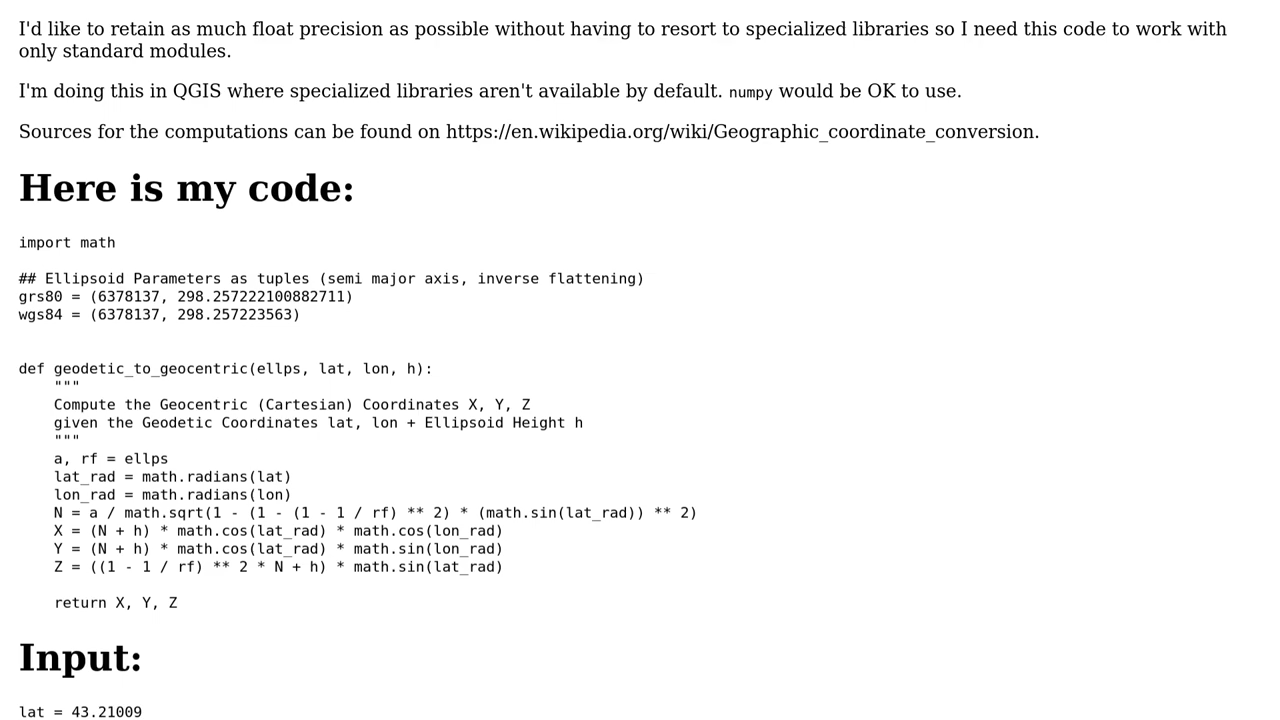 I'd like to retain as much float precision as possible without having to resort to specialized libraries so I need this code to work with
only standard modules.
I'm doing this in QGIS where specialized libraries aren't available by default. numpy would be OK to use.
Sources for the computations can be found on https://en.wikipedia.org/wiki/Geographic_coordinate_conversion.
Here is my code:
import math
## Ellipsoid Parameters as tuples (semi major axis, inverse flattening)
grs80 = (6378137, 298.257222100882711)
wgs84 = (6378137, 298.257223563)
def geodetic_to_geocentric(ellps, lat, lon, h):
    """
    Compute the Geocentric (Cartesian) Coordinates X, Y, Z
    given the Geodetic Coordinates lat, lon + Ellipsoid Height h
    """
    a, rf = ellps
    lat_rad = math.radians(lat)
    lon_rad = math.radians(lon)
    N = a / math.sqrt(1 - (1 - (1 - 1 / rf) ** 2) * (math.sin(lat_rad)) ** 2)
    X = (N + h) * math.cos(lat_rad) * math.cos(lon_rad)
    Y = (N + h) * math.cos(lat_rad) * math.sin(lon_rad)
    Z = ((1 - 1 / rf) ** 2 * N + h) * math.sin(lat_rad)
    return X, Y, Z
Input:
lat = 43.21009